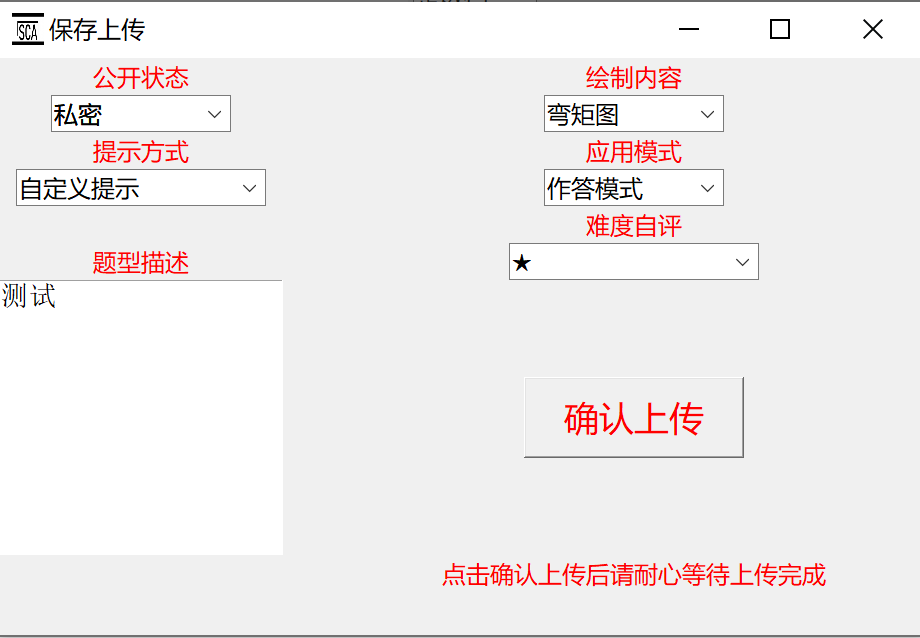 SCA 保存上传
公开状态
私密
提示方式
自定义提示
题型描述
测试
绘制内容
弯矩图
应用模式
作答模式
难度自评
★
确认上传
点击确认上传后请耐心等待上传完成